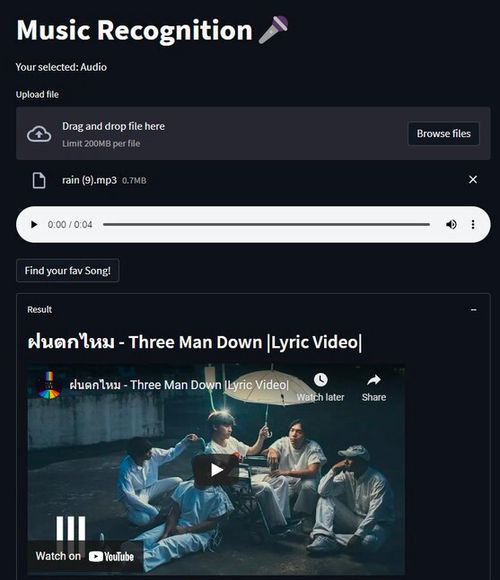 Music Recognition 🎤
Your selected: Audio
Upload file
Drag and drop file here
Limit 200MB per file
Browse files
rain (9).mp3 0.7MB
0:00 / 0:04
Find your fav Song!
Result
ฝนตกไหม - Three Man Down |Lyric Video|
ฝนตกไหม - Three Man Down |Lyric Video|
Watch later
Share
Watch on YouTube